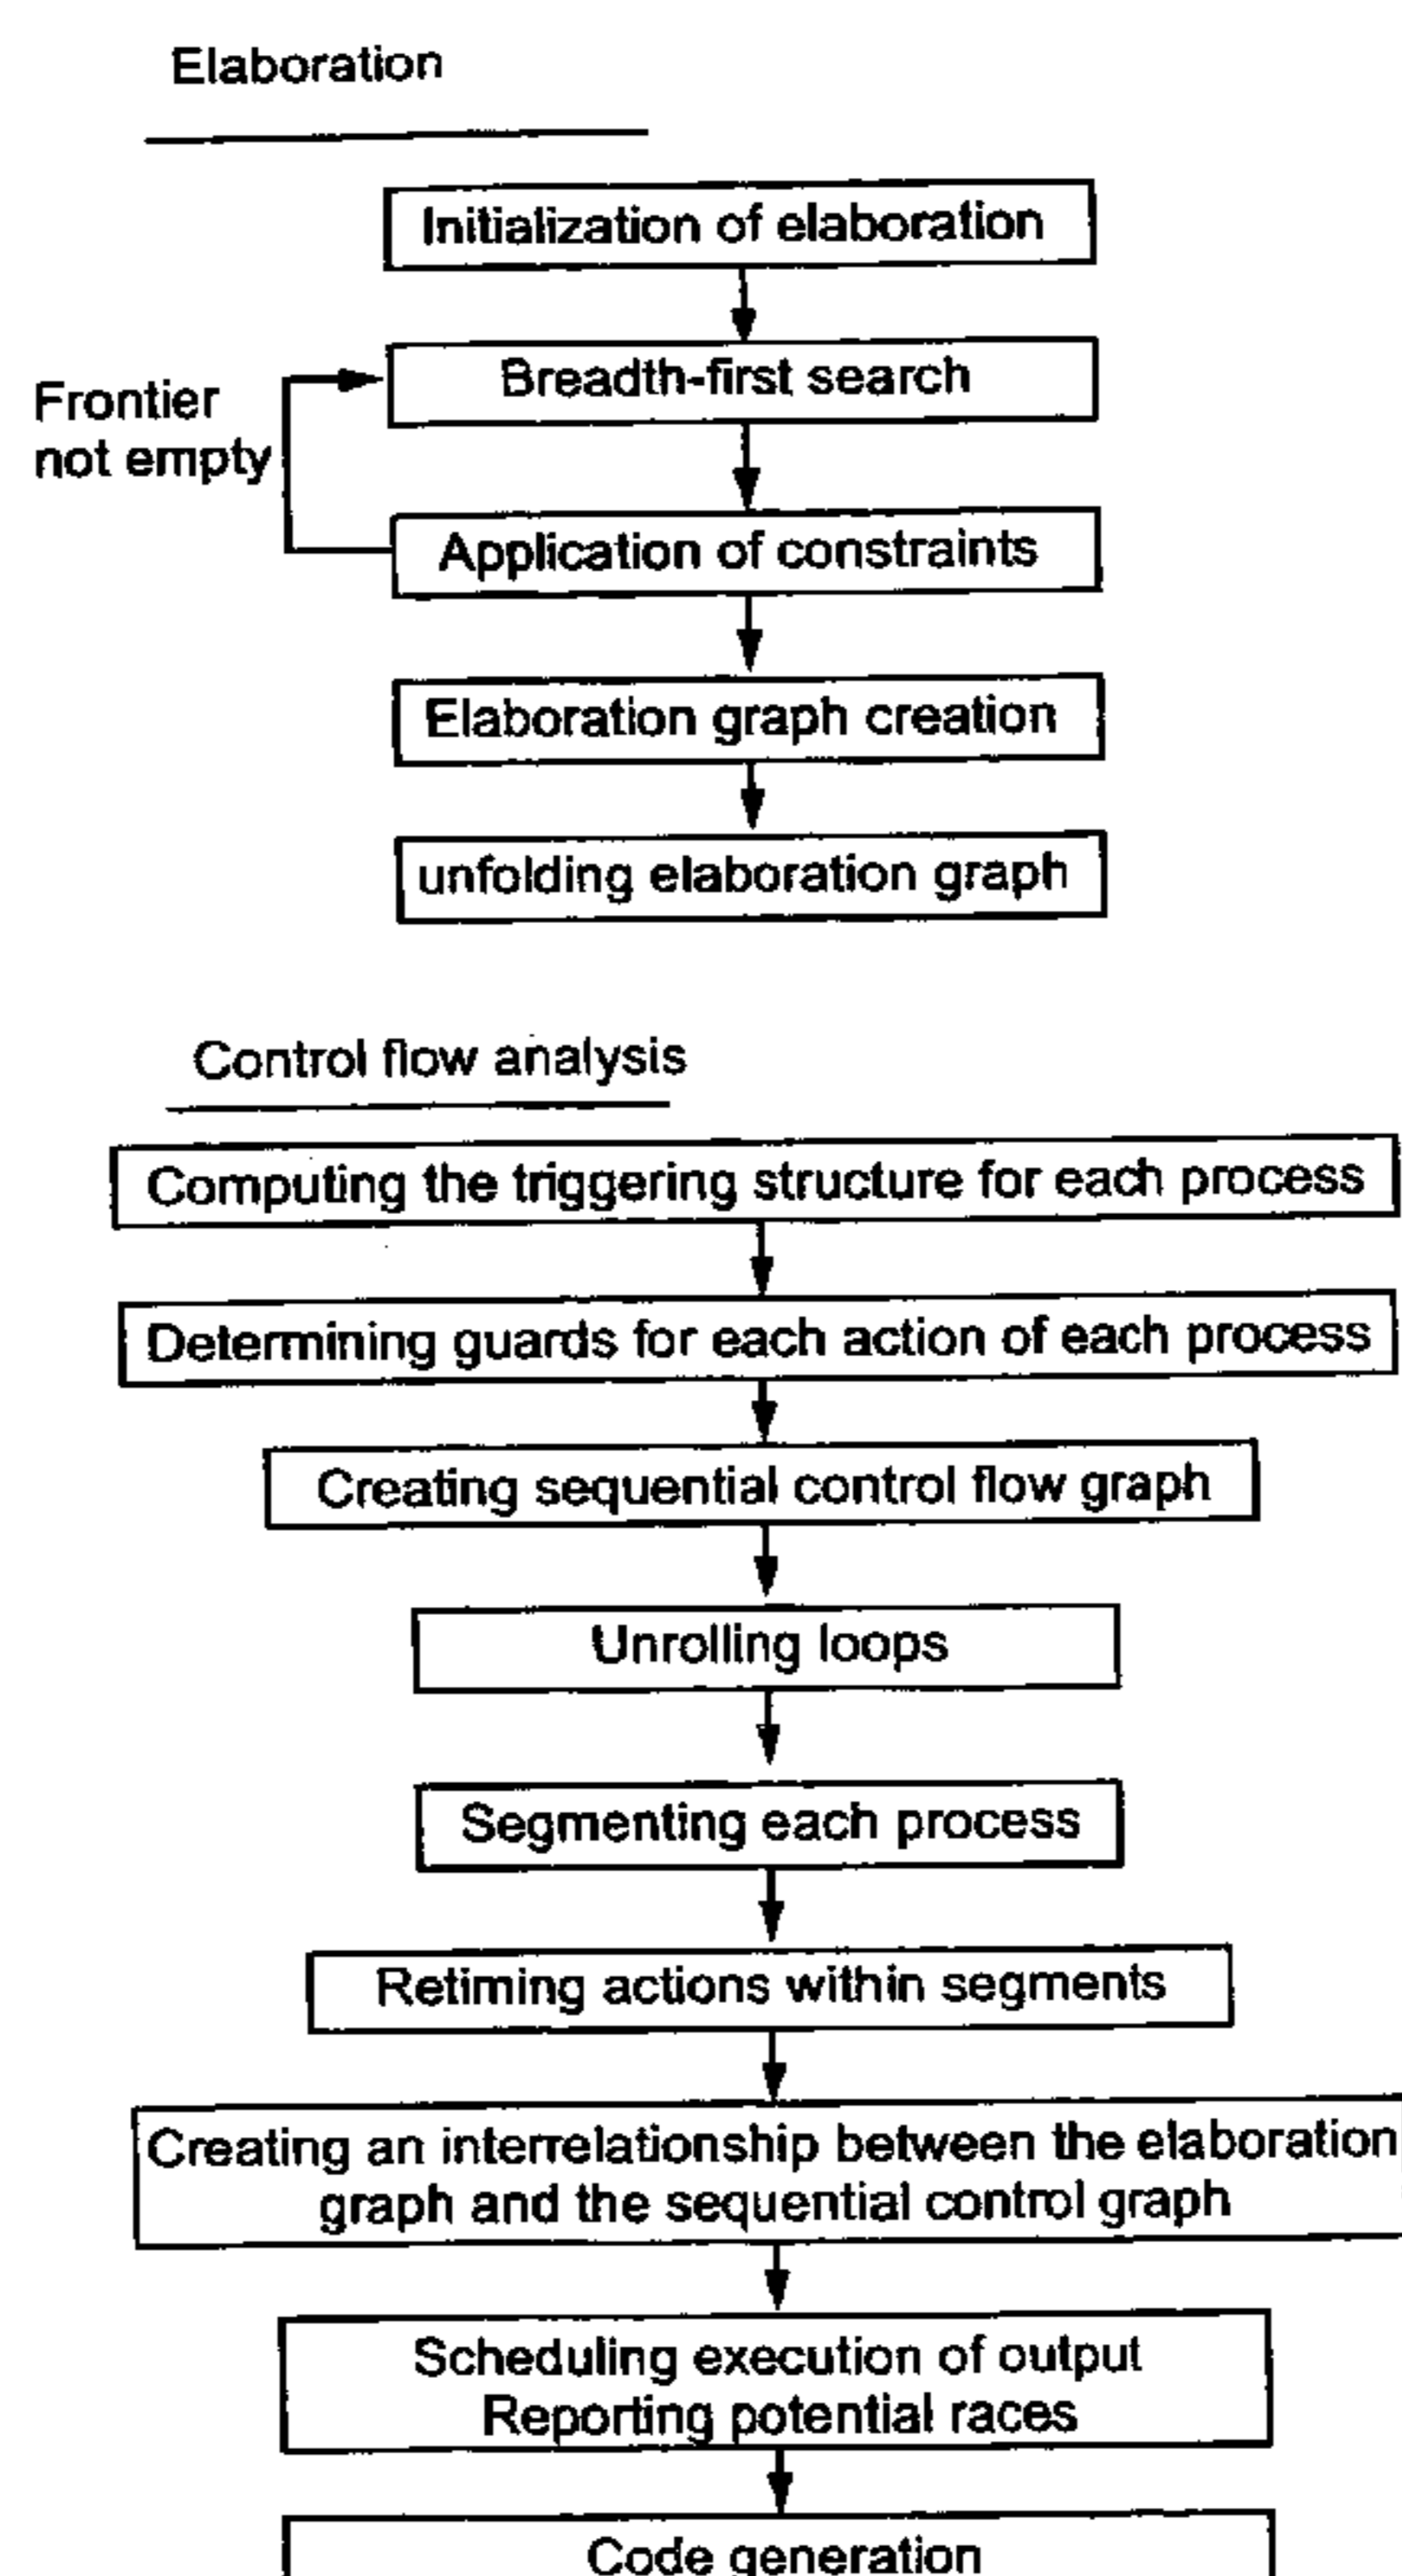 Elaboration
Initialization of elaboration
Breadth-first search
Frontier
not empty
Application of constraints
Elaboration graph creation
unfolding elaboration graph
Control flow analysis
Computing the triggering structure for each process
Determining guards for each action of each process
Creating sequential control flow graph
Unrolling loops
Segmenting each process
Retiming actions within segments
Creating an interrelationship between the elaboration
graph and the sequential control graph
Scheduling execution of output
Reporting potential races
Code generation